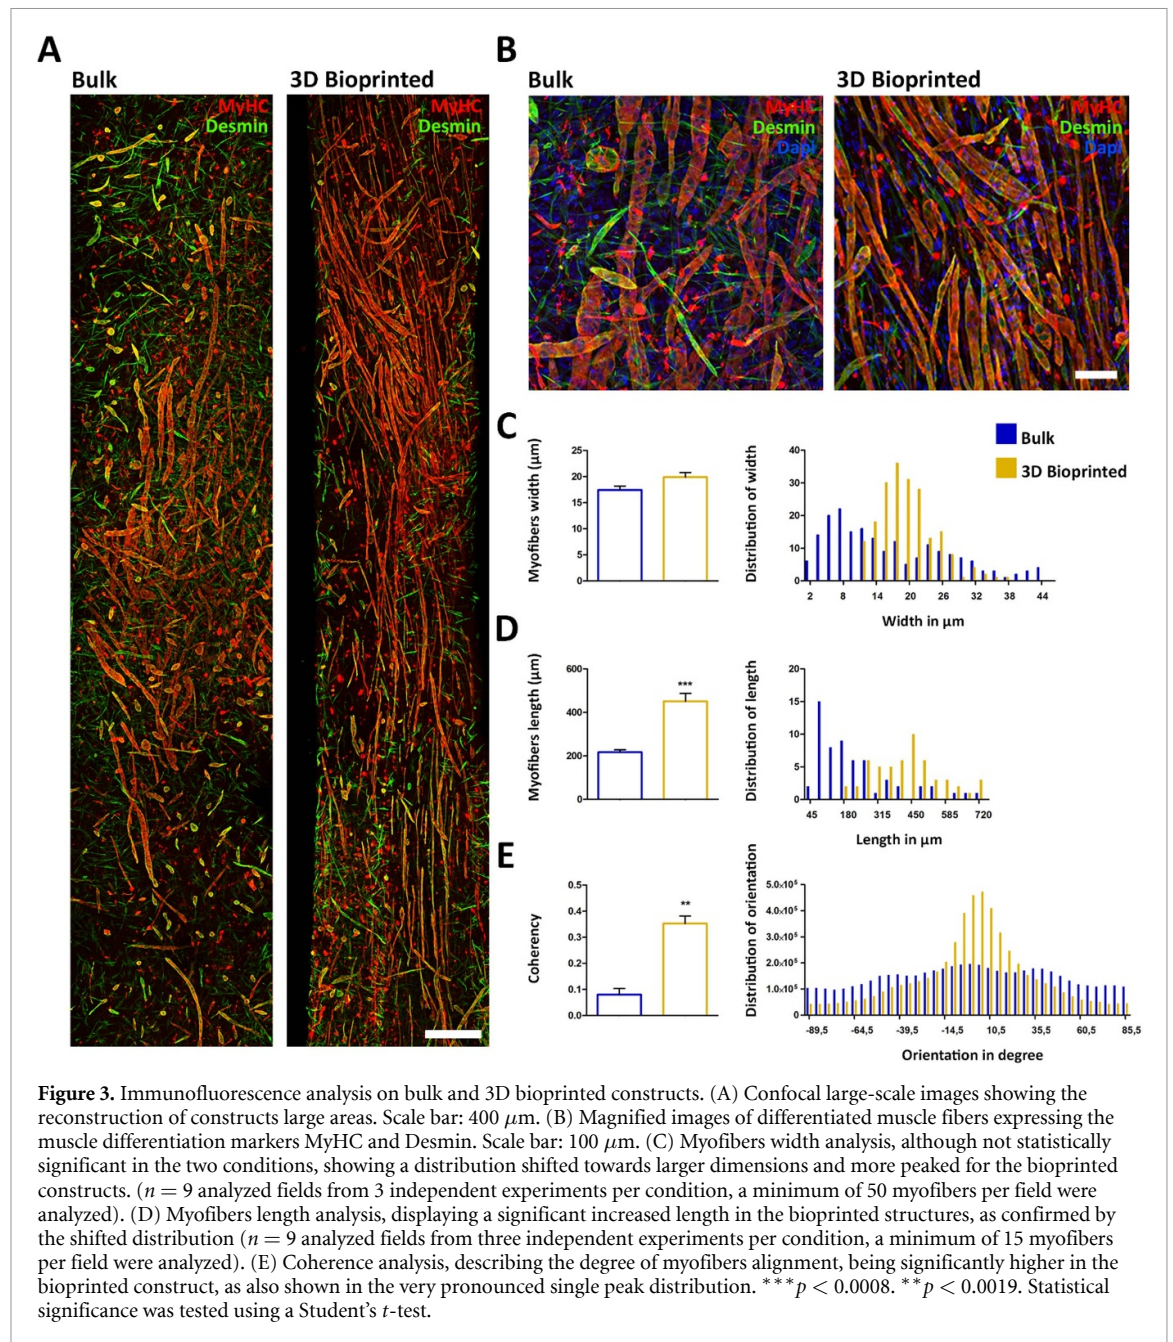 A
Bulk
3D Bioprinted
MyHC
Desmin
MyHC
Desmin
B
Bulk
3D Bioprinted
MyHC
Desmin
Dapi
MyHC
Desmin
Dapi
C
Myofibers width (μm)
25
20
15
10
5
0
Distribution of width
40
30
20
10
0
2 8 14 20 26 32 38 44
Width in μm
Bulk
3D Bioprinted
D
Myofibers length (μm)
600
400
200
0
***
Distribution of length
20
15
10
5
0
45 180 315 450 585 720
Length in μm
E
Coherency
0.5
0.4
0.3
0.2
0.1
0.0
**
Distribution of orientation
5.0×10⁵
4.0×10⁵
3.0×10⁵
2.0×10⁵
1.0×10⁵
0.0
-89,5 -64,5 -39,5 -14,5 10,5 35,5 60,5 85,5
Orientation in degree
Figure 3. Immunofluorescence analysis on bulk and 3D bioprinted constructs. (A) Confocal large-scale images showing the
reconstruction of constructs large areas. Scale bar: 400 μm. (B) Magnified images of differentiated muscle fibers expressing the
muscle differentiation markers MyHC and Desmin. Scale bar: 100 μm. (C) Myofibers width analysis, although not statistically
significant in the two conditions, showing a distribution shifted towards larger dimensions and more peaked for the bioprinted
constructs. (n = 9 analyzed fields from 3 independent experiments per condition, a minimum of 50 myofibers per field were
analyzed). (D) Myofibers length analysis, displaying a significant increased length in the bioprinted structures, as confirmed by
the shifted distribution (n = 9 analyzed fields from three independent experiments per condition, a minimum of 15 myofibers
per field were analyzed). (E) Coherence analysis, describing the degree of myofibers alignment, being significantly higher in the
bioprinted construct, as also shown in the very pronounced single peak distribution. ***p < 0.0008. **p < 0.0019. Statistical
significance was tested using a Student's t-test.